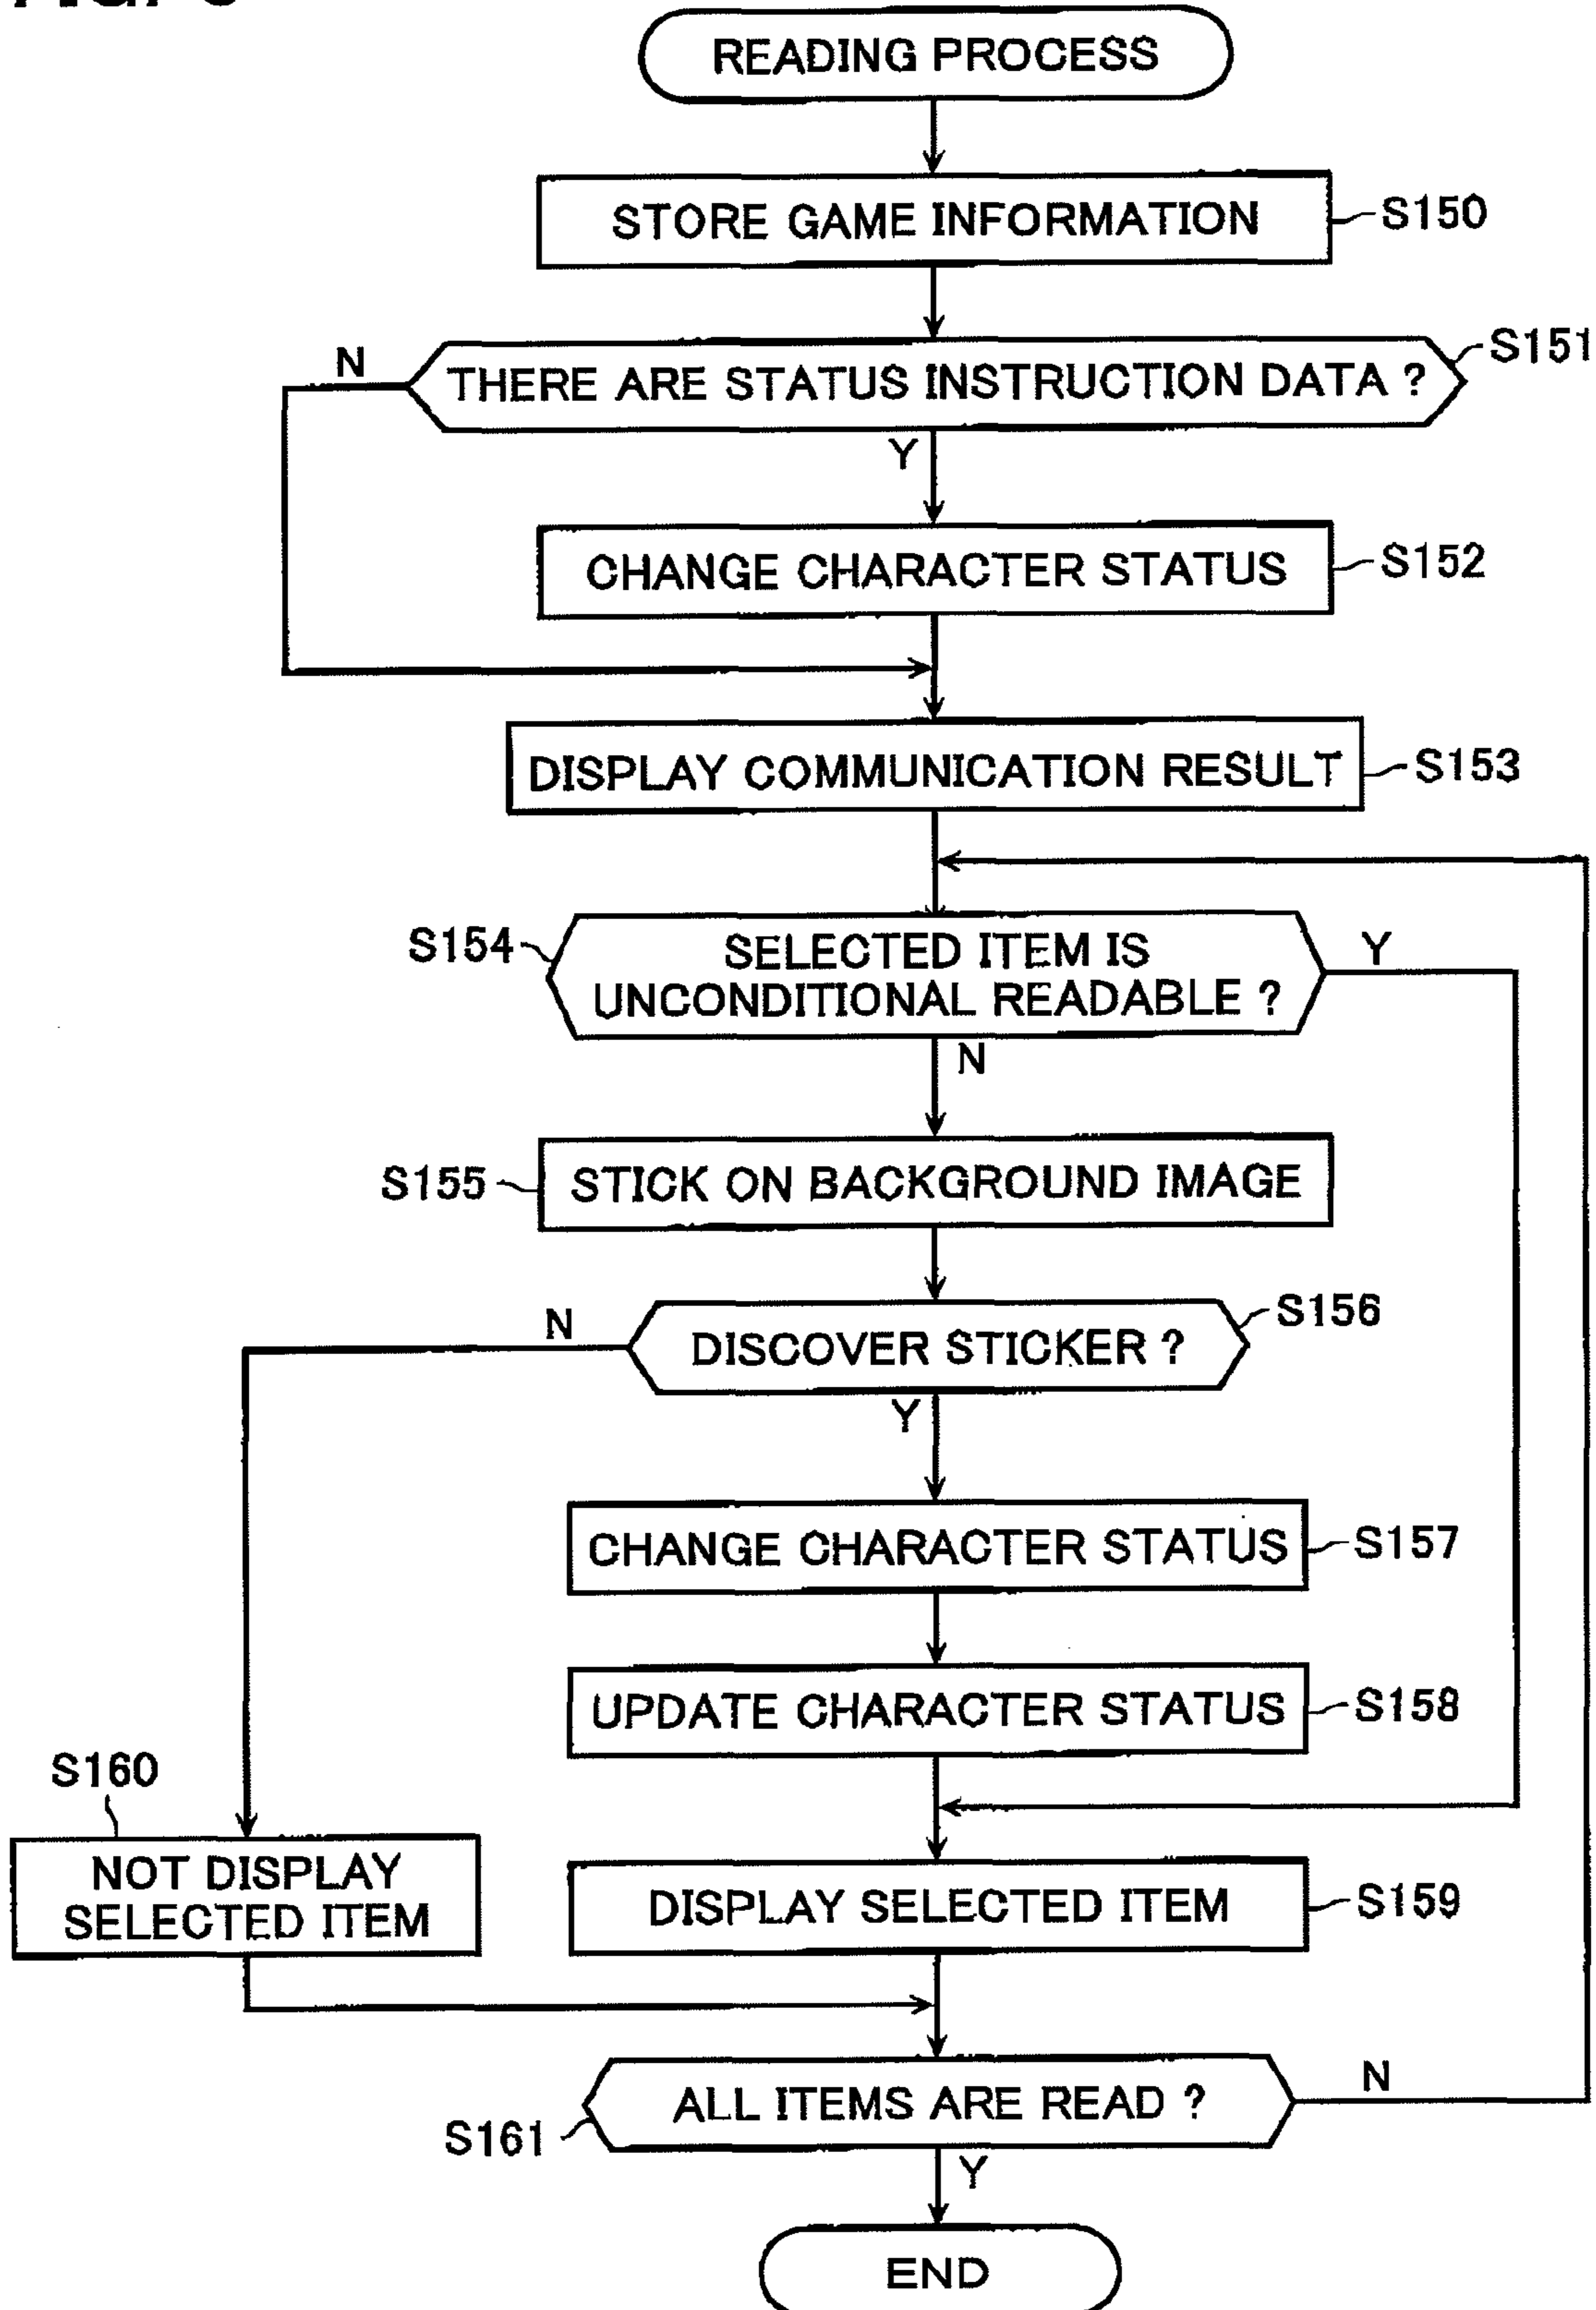 READING PROCESS
STORE GAME INFORMATION
S150
THERE ARE STATUS INSTRUCTION DATA ?
S151
N
Y
CHANGE CHARACTER STATUS
S152
DISPLAY COMMUNICATION RESULT
S153
S154
SELECTED ITEM IS
UNCONDITIONAL READABLE ?
Y
N
S155
STICK ON BACKGROUND IMAGE
N
DISCOVER STICKER ?
S156
Y
CHANGE CHARACTER STATUS
S157
UPDATE CHARACTER STATUS
S158
S160
NOT DISPLAY
SELECTED ITEM
DISPLAY SELECTED ITEM
S159
ALL ITEMS ARE READ ?
N
S161
Y
END